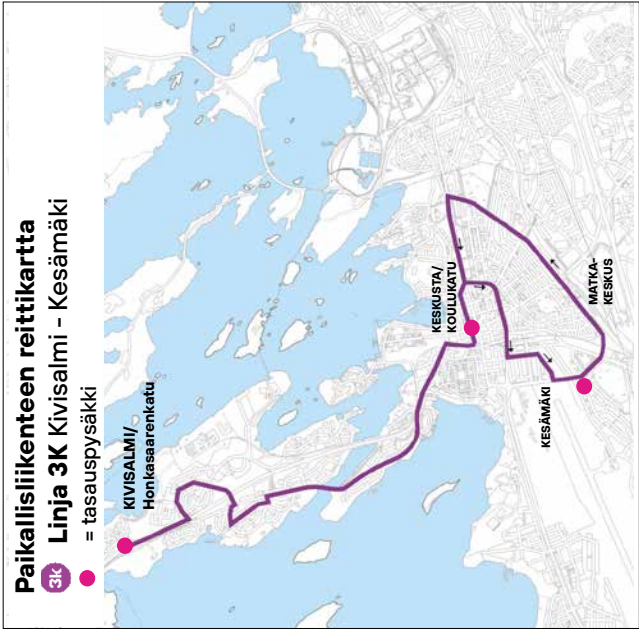 Paikallisliikenteen reittikartta
3k Linja 3K Kivisalmi – Kesämäki
= tasauspysäkki
KIVISALMI/
Honkasaarenkatu
KESKUSTA/
KOULUKATU
KESÄMÄKI
MATKA-
KESKUS